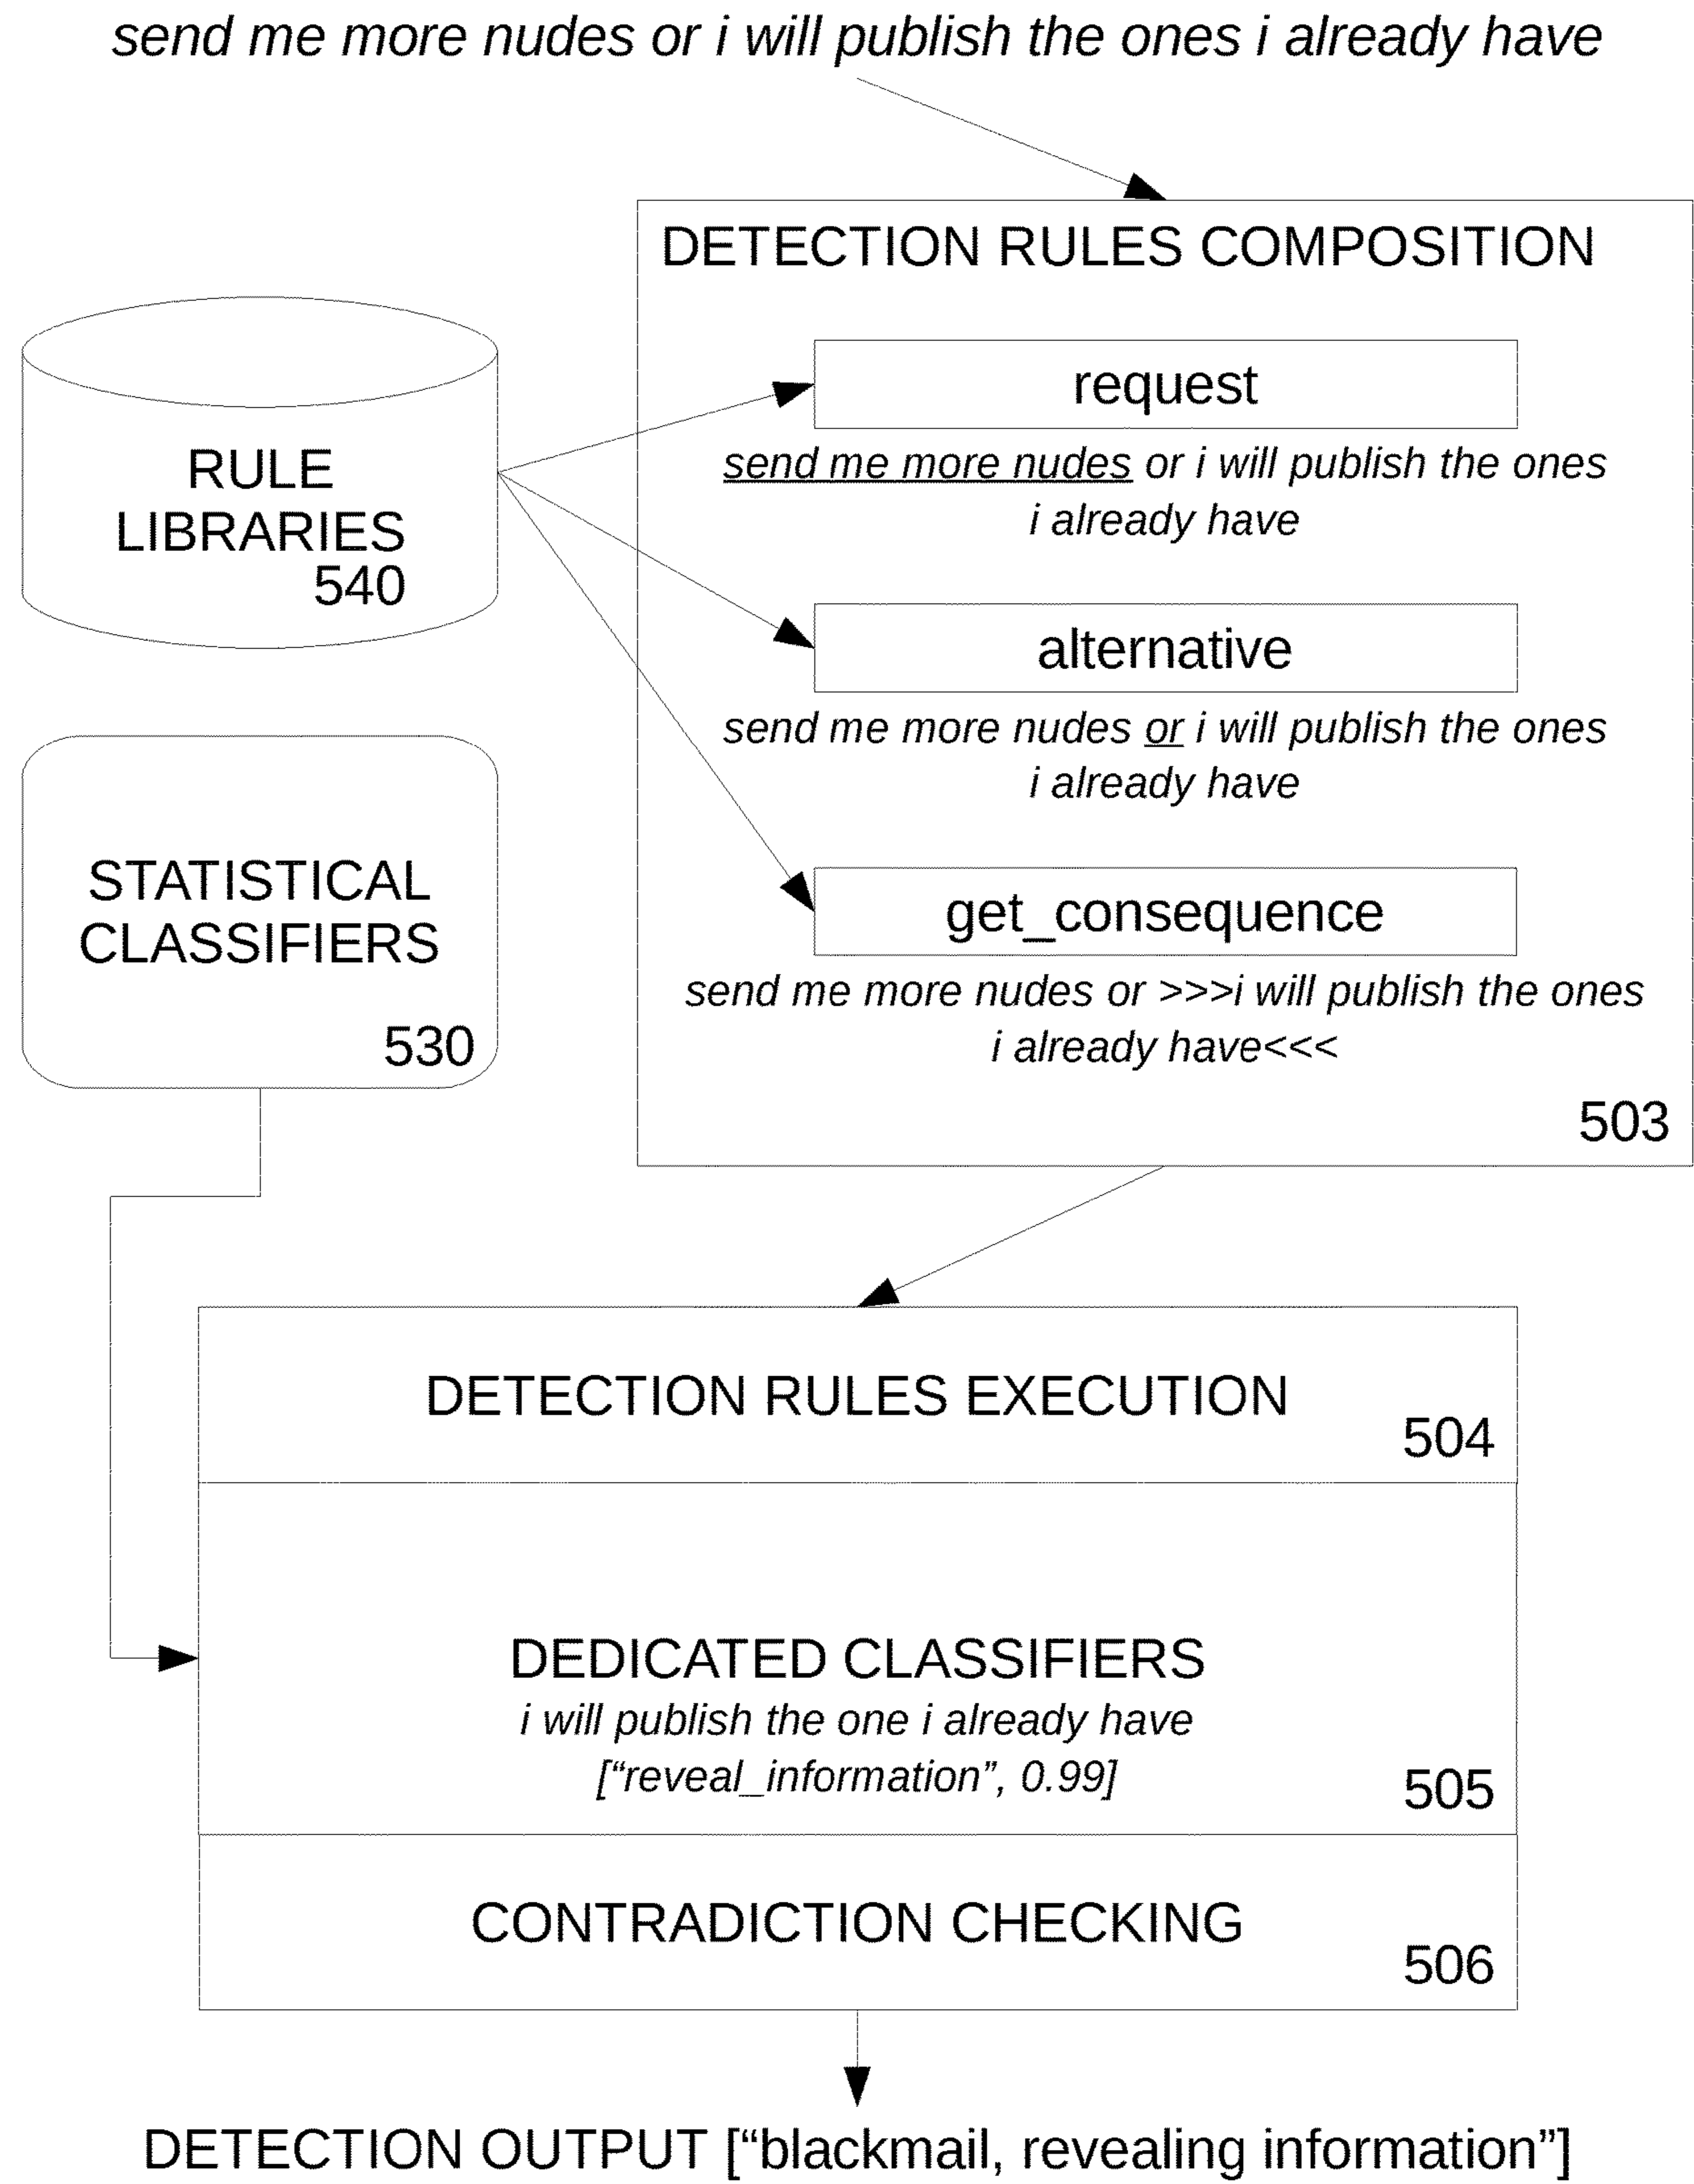 send me more nudes or i will publish the ones i already have
DETECTION RULES COMPOSITION
request
send me more nudes or i will publish the ones
i already have
alternative
send me more nudes or i will publish the ones
i already have
get_consequence
send me more nudes or >>>i will publish the ones
i already have<<<
503
RULE
LIBRARIES
540
STATISTICAL
CLASSIFIERS
530
DETECTION RULES EXECUTION
504
DEDICATED CLASSIFIERS
i will publish the one i already have
[“reveal_information”, 0.99]
505
CONTRADICTION CHECKING
506
DETECTION OUTPUT [“blackmail, revealing information”]